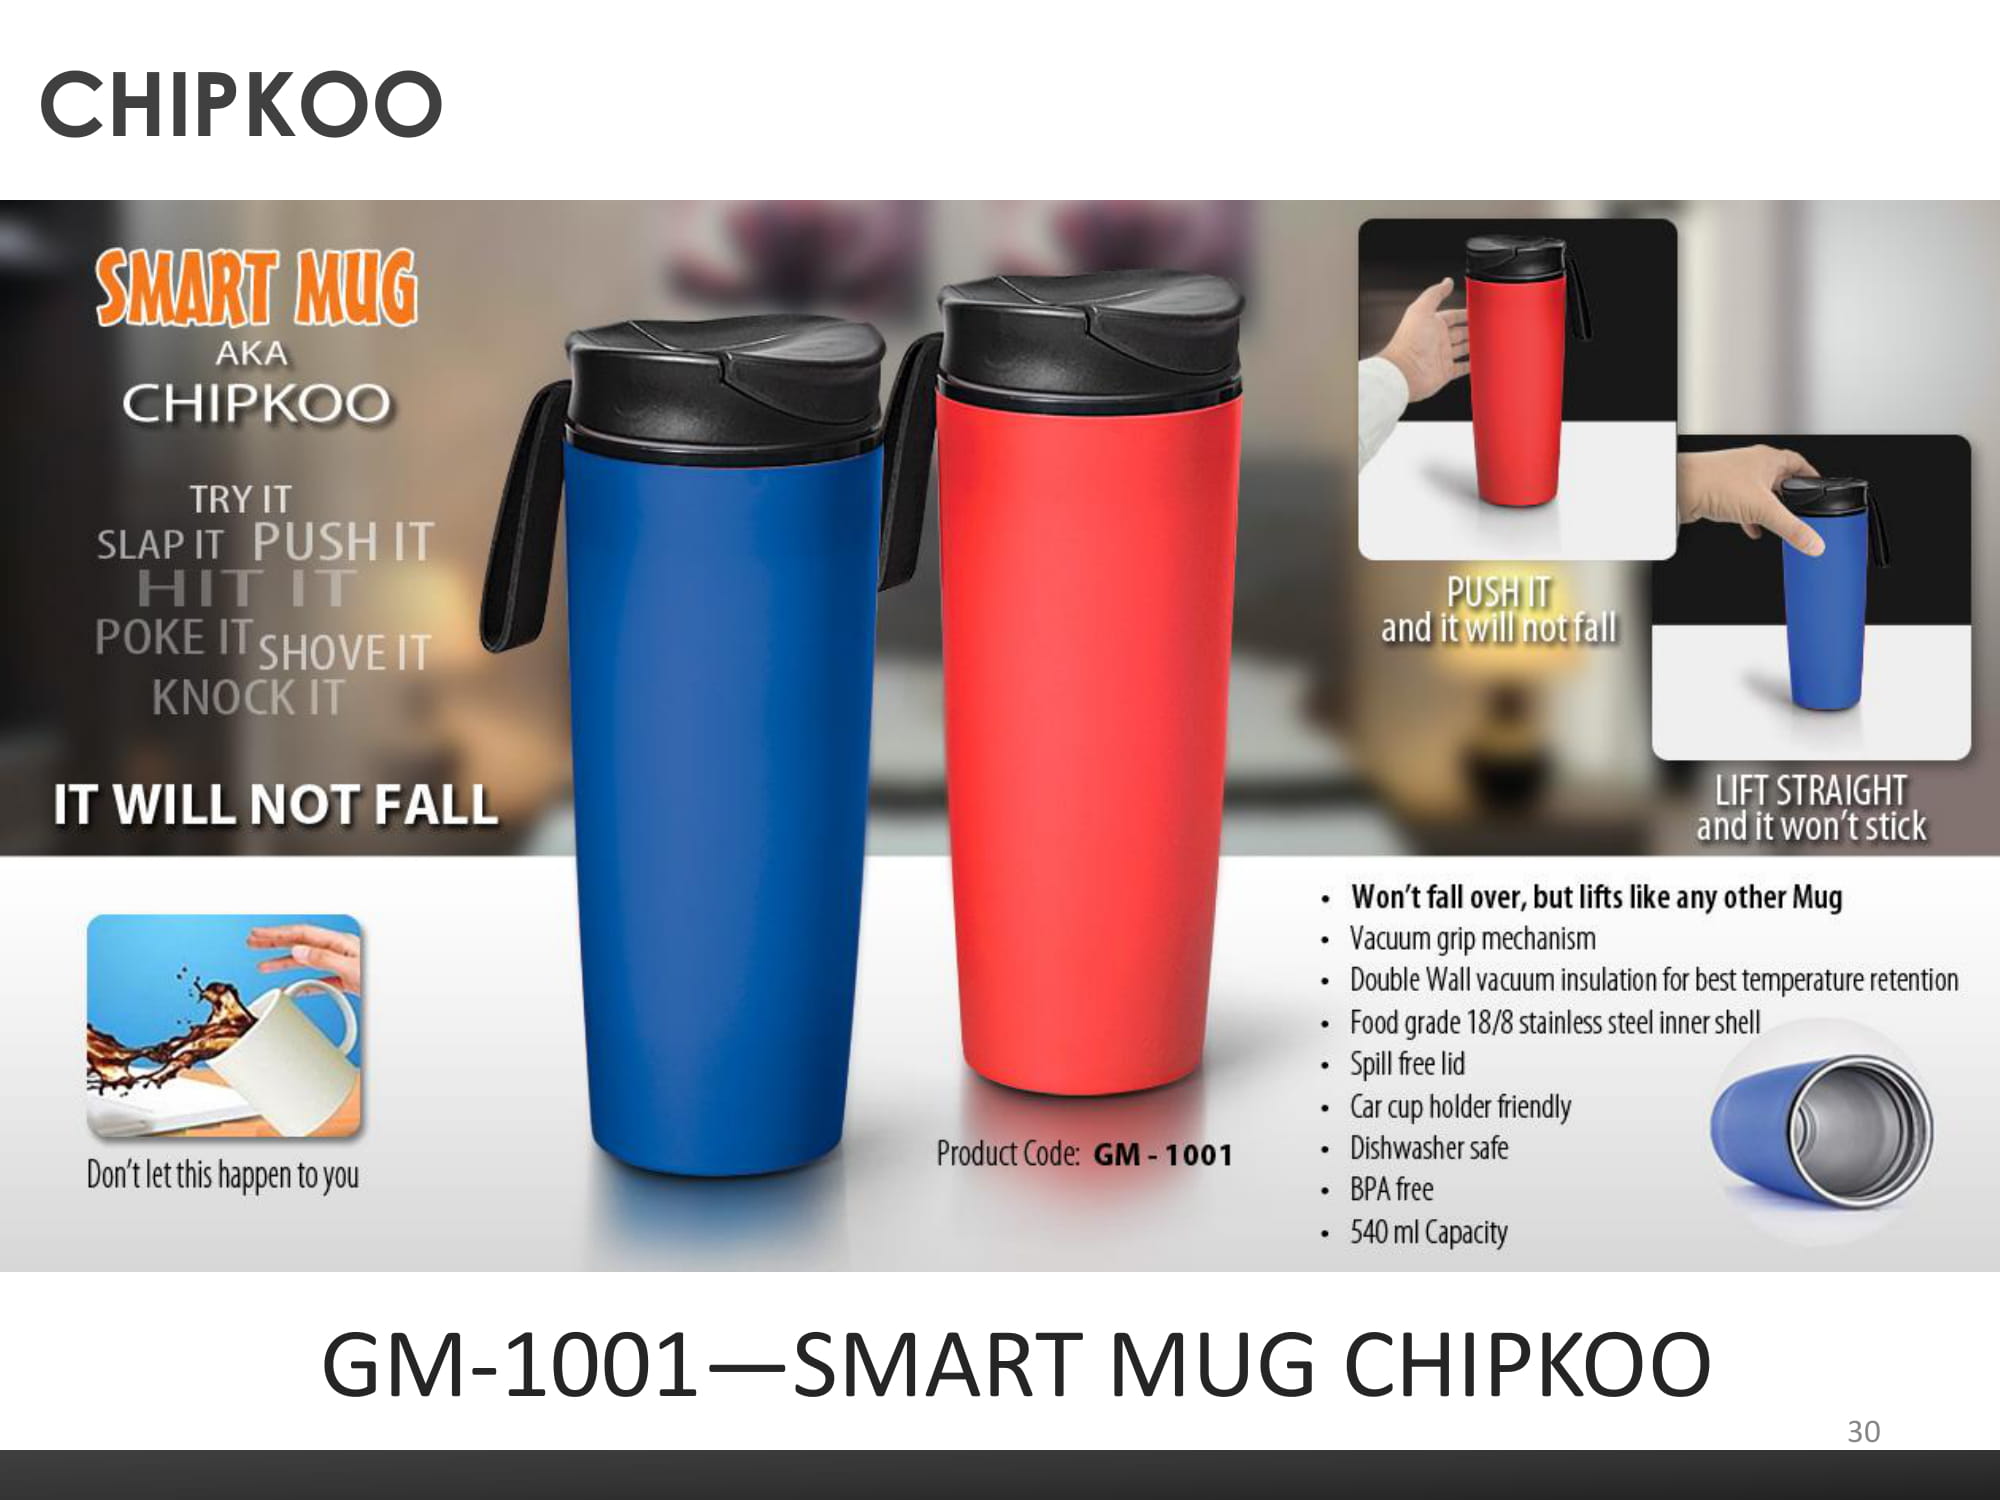 CHIPKOO
SMART MUG
AKA
CHIPKOO
TRY IT
SLAP IT PUSH IT
HIT IT
POKE IT SHOVE IT
KNOCK IT
IT WILL NOT FALL
Don't let this happen to you
PUSH IT
and it will not fall
LIFT STRAIGHT
and it won't stick
Product Code: GM - 1001
• Won't fall over, but lifts like any other Mug
• Vacuum grip mechanism
• Double Wall vacuum insulation for best temperature retention
• Food grade 18/8 stainless steel inner shell
• Spill free lid
• Car cup holder friendly
• Dishwasher safe
• BPA free
• 540 ml Capacity
GM-1001—SMART MUG CHIPKOO
30